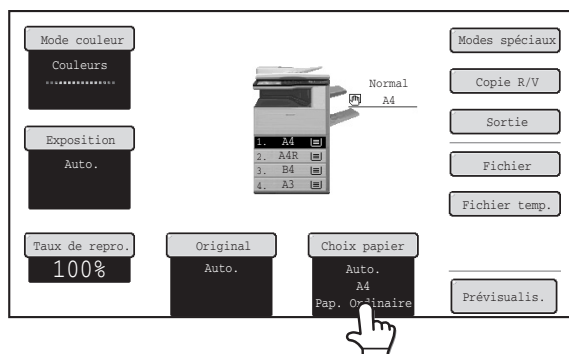 Mode couleur
Couleurs
Exposition
Auto.
Taux de repro.
100%
Original
Auto.
Choix papier
Auto.
A4
Pap. Ordinaire
Normal
A4
1. A4
2. A4R
3. B4
4. A3
Modes spéciaux
Copie R/V
Sortie
Fichier
Fichier temp.
Prévisualis.